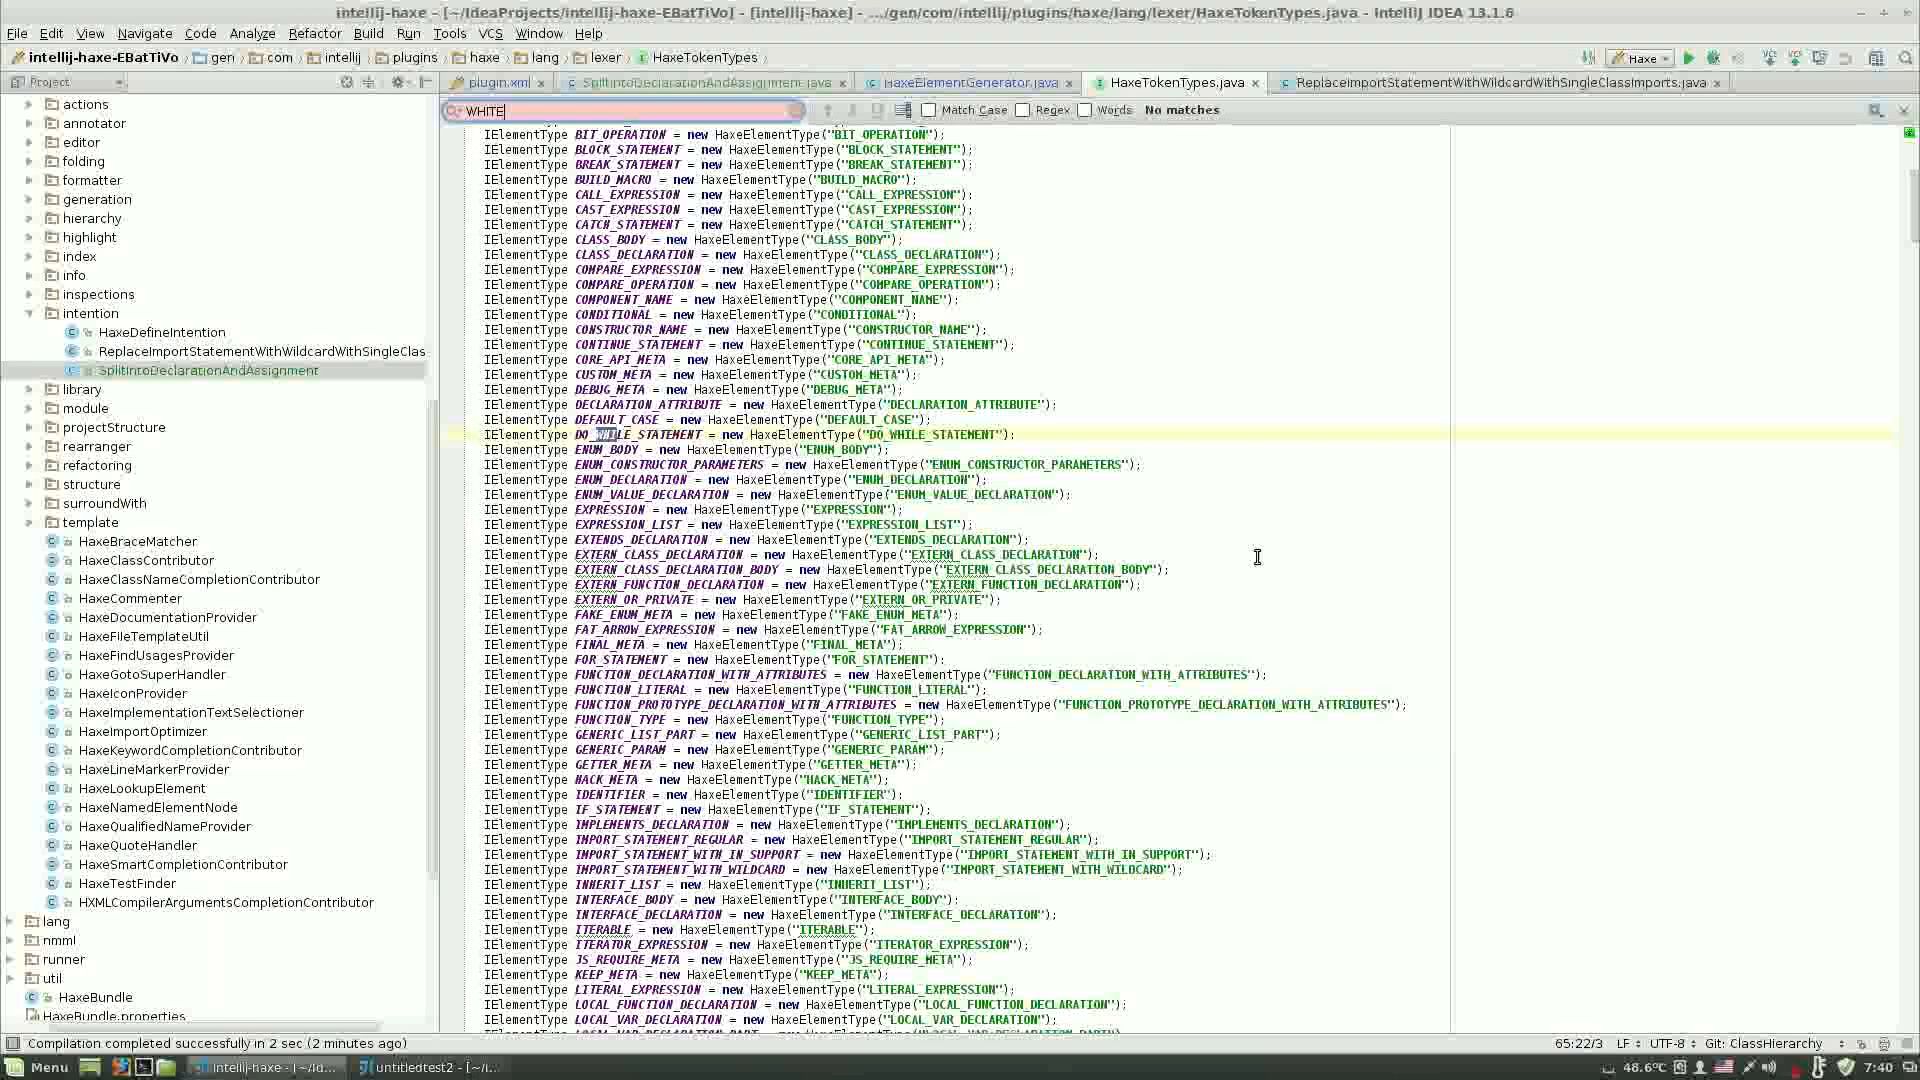 intellij-haxe - [~/IdeaProjects/intellij-haxe-EBatTiVo] - [intellij-haxe] - .../gen/com/intellij/plugins/haxe/lang/lexer/HaxeTokenTypes.java - IntelliJ IDEA 13.1.6
File Edit View Navigate Code Analyze Refactor Build Run Tools VCS Window Help
intellij-haxe-EBatTiVo gen com intellij plugins haxe lang lexer HaxeTokenTypes Haxe
Project plugin.xml SplitIntoDeclarationAndAssignment.java HaxeElementGenerator.java HaxeTokenTypes.java ReplaceImportStatementWithWildcardWithSingleClassImports.java
WHITE Match Case Regex Words No matches
actions
annotator
editor
folding
formatter
generation
hierarchy
highlight
index
info
inspections
intention
HaxeDefineIntention
ReplaceImportStatementWithWildcardWithSingleClas
SplitIntoDeclarationAndAssignment
library
module
projectStructure
rearranger
refactoring
structure
surroundWith
template
HaxeBraceMatcher
HaxeClassContributor
HaxeClassNameCompletionContributor
HaxeCommenter
HaxeDocumentationProvider
HaxeFileTemplateUtil
HaxeFindUsagesProvider
HaxeGotoSuperHandler
HaxeIconProvider
HaxeImplementationTextSelectioner
HaxeImportOptimizer
HaxeKeywordCompletionContributor
HaxeLineMarkerProvider
HaxeLookupElement
HaxeNamedElementNode
HaxeQualifiedNameProvider
HaxeQuoteHandler
HaxeSmartCompletionContributor
HaxeTestFinder
HXMLCompilerArgumentsCompletionContributor
lang
nmml
runner
util
HaxeBundle
HaxeBundle.properties
IElementType BIT_OPERATION = new HaxeElementType("BIT_OPERATION");
IElementType BLOCK_STATEMENT = new HaxeElementType("BLOCK_STATEMENT");
IElementType BREAK_STATEMENT = new HaxeElementType("BREAK_STATEMENT");
IElementType BUILD_MACRO = new HaxeElementType("BUILD_MACRO");
IElementType CALL_EXPRESSION = new HaxeElementType("CALL_EXPRESSION");
IElementType CAST_EXPRESSION = new HaxeElementType("CAST_EXPRESSION");
IElementType CATCH_STATEMENT = new HaxeElementType("CATCH_STATEMENT");
IElementType CLASS_BODY = new HaxeElementType("CLASS_BODY");
IElementType CLASS_DECLARATION = new HaxeElementType("CLASS_DECLARATION");
IElementType COMPARE_EXPRESSION = new HaxeElementType("COMPARE_EXPRESSION");
IElementType COMPARE_OPERATION = new HaxeElementType("COMPARE_OPERATION");
IElementType COMPONENT_NAME = new HaxeElementType("COMPONENT_NAME");
IElementType CONDITIONAL = new HaxeElementType("CONDITIONAL");
IElementType CONSTRUCTOR_NAME = new HaxeElementType("CONSTRUCTOR_NAME");
IElementType CONTINUE_STATEMENT = new HaxeElementType("CONTINUE_STATEMENT");
IElementType CORE_API_META = new HaxeElementType("CORE_API_META");
IElementType CUSTOM_META = new HaxeElementType("CUSTOM_META");
IElementType DEBUG_META = new HaxeElementType("DEBUG_META");
IElementType DECLARATION_ATTRIBUTE = new HaxeElementType("DECLARATION_ATTRIBUTE");
IElementType DEFAULT_CASE = new HaxeElementType("DEFAULT_CASE");
IElementType DO_WHILE_STATEMENT = new HaxeElementType("DO_WHILE_STATEMENT");
IElementType ENUM_BODY = new HaxeElementType("ENUM_BODY");
IElementType ENUM_CONSTRUCTOR_PARAMETERS = new HaxeElementType("ENUM_CONSTRUCTOR_PARAMETERS");
IElementType ENUM_DECLARATION = new HaxeElementType("ENUM_DECLARATION");
IElementType ENUM_VALUE_DECLARATION = new HaxeElementType("ENUM_VALUE_DECLARATION");
IElementType EXPRESSION = new HaxeElementType("EXPRESSION");
IElementType EXPRESSION_LIST = new HaxeElementType("EXPRESSION_LIST");
IElementType EXTENDS_DECLARATION = new HaxeElementType("EXTENDS_DECLARATION");
IElementType EXTERN_CLASS_DECLARATION = new HaxeElementType("EXTERN_CLASS_DECLARATION");
IElementType EXTERN_CLASS_DECLARATION_BODY = new HaxeElementType("EXTERN_CLASS_DECLARATION_BODY");
IElementType EXTERN_FUNCTION_DECLARATION = new HaxeElementType("EXTERN_FUNCTION_DECLARATION");
IElementType EXTERN_OR_PRIVATE = new HaxeElementType("EXTERN_OR_PRIVATE");
IElementType FAKE_ENUM_META = new HaxeElementType("FAKE_ENUM_META");
IElementType FAT_ARROW_EXPRESSION = new HaxeElementType("FAT_ARROW_EXPRESSION");
IElementType FINAL_META = new HaxeElementType("FINAL_META");
IElementType FOR_STATEMENT = new HaxeElementType("FOR_STATEMENT");
IElementType FUNCTION_DECLARATION_WITH_ATTRIBUTES = new HaxeElementType("FUNCTION_DECLARATION_WITH_ATTRIBUTES");
IElementType FUNCTION_LITERAL = new HaxeElementType("FUNCTION_LITERAL");
IElementType FUNCTION_PROTOTYPE_DECLARATION_WITH_ATTRIBUTES = new HaxeElementType("FUNCTION_PROTOTYPE_DECLARATION_WITH_ATTRIBUTES");
IElementType FUNCTION_TYPE = new HaxeElementType("FUNCTION_TYPE");
IElementType GENERIC_LIST_PART = new HaxeElementType("GENERIC_LIST_PART");
IElementType GENERIC_PARAM = new HaxeElementType("GENERIC_PARAM");
IElementType GETTER_META = new HaxeElementType("GETTER_META");
IElementType HACK_META = new HaxeElementType("HACK_META");
IElementType IDENTIFIER = new HaxeElementType("IDENTIFIER");
IElementType IF_STATEMENT = new HaxeElementType("IF_STATEMENT");
IElementType IMPLEMENTS_DECLARATION = new HaxeElementType("IMPLEMENTS_DECLARATION");
IElementType IMPORT_STATEMENT_REGULAR = new HaxeElementType("IMPORT_STATEMENT_REGULAR");
IElementType IMPORT_STATEMENT_WITH_IN_SUPPORT = new HaxeElementType("IMPORT_STATEMENT_WITH_IN_SUPPORT");
IElementType IMPORT_STATEMENT_WITH_WILDCARD = new HaxeElementType("IMPORT_STATEMENT_WITH_WILDCARD");
IElementType INHERIT_LIST = new HaxeElementType("INHERIT_LIST");
IElementType INTERFACE_BODY = new HaxeElementType("INTERFACE_BODY");
IElementType INTERFACE_DECLARATION = new HaxeElementType("INTERFACE_DECLARATION");
IElementType ITERABLE = new HaxeElementType("ITERABLE");
IElementType ITERATOR_EXPRESSION = new HaxeElementType("ITERATOR_EXPRESSION");
IElementType JS_REQUIRE_META = new HaxeElementType("JS_REQUIRE_META");
IElementType KEEP_META = new HaxeElementType("KEEP_META");
IElementType LITERAL_EXPRESSION = new HaxeElementType("LITERAL_EXPRESSION");
IElementType LOCAL_FUNCTION_DECLARATION = new HaxeElementType("LOCAL_FUNCTION_DECLARATION");
IElementType LOCAL_VAR_DECLARATION = new HaxeElementType("LOCAL_VAR_DECLARATION");
Compilation completed successfully in 2 sec (2 minutes ago) 65:22/3 LF UTF-8 Git: ClassHierarchy
Menu intellij-haxe - [~/Id... untitledtest2 - [~/I... 48.6°C 7:40